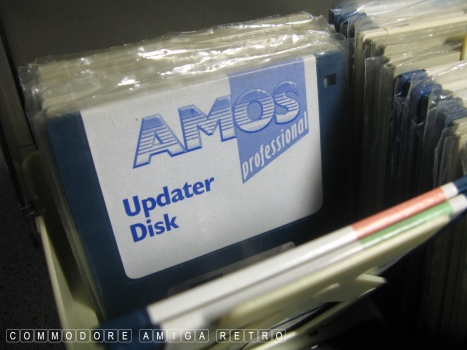 AMOS
professional
Updater
Disk
COMMODORE AMIGA RETRO